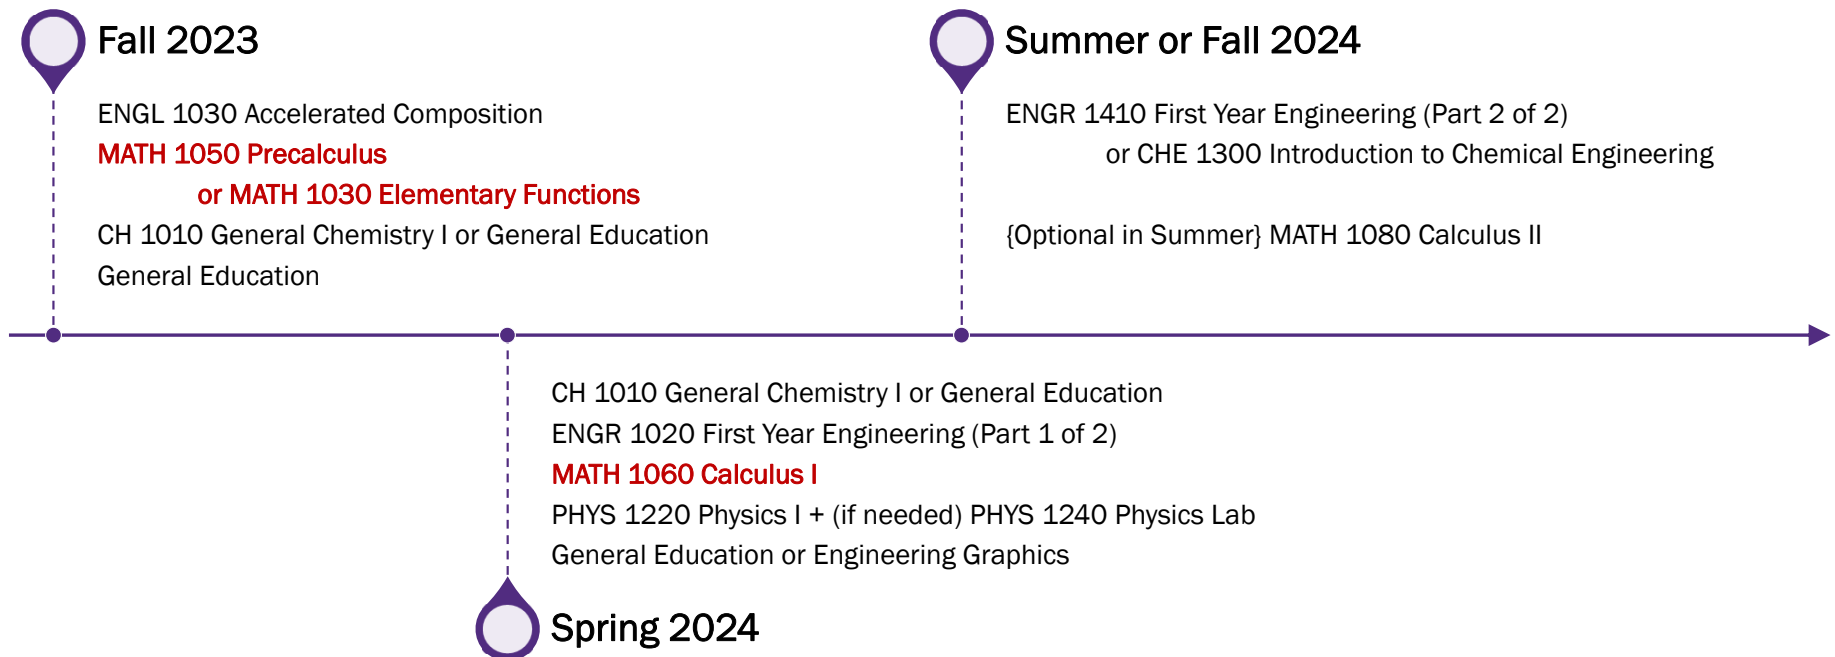 Fall 2023
ENGL 1030 Accelerated Composition
MATH 1050 Precalculus
or MATH 1030 Elementary Functions
CH 1010 General Chemistry I or General Education
General Education
Summer or Fall 2024
ENGR 1410 First Year Engineering (Part 2 of 2)
or CHE 1300 Introduction to Chemical Engineering
{Optional in Summer} MATH 1080 Calculus II
CH 1010 General Chemistry I or General Education
ENGR 1020 First Year Engineering (Part 1 of 2)
MATH 1060 Calculus I
PHYS 1220 Physics I + (if needed) PHYS 1240 Physics Lab
General Education or Engineering Graphics
Spring 2024